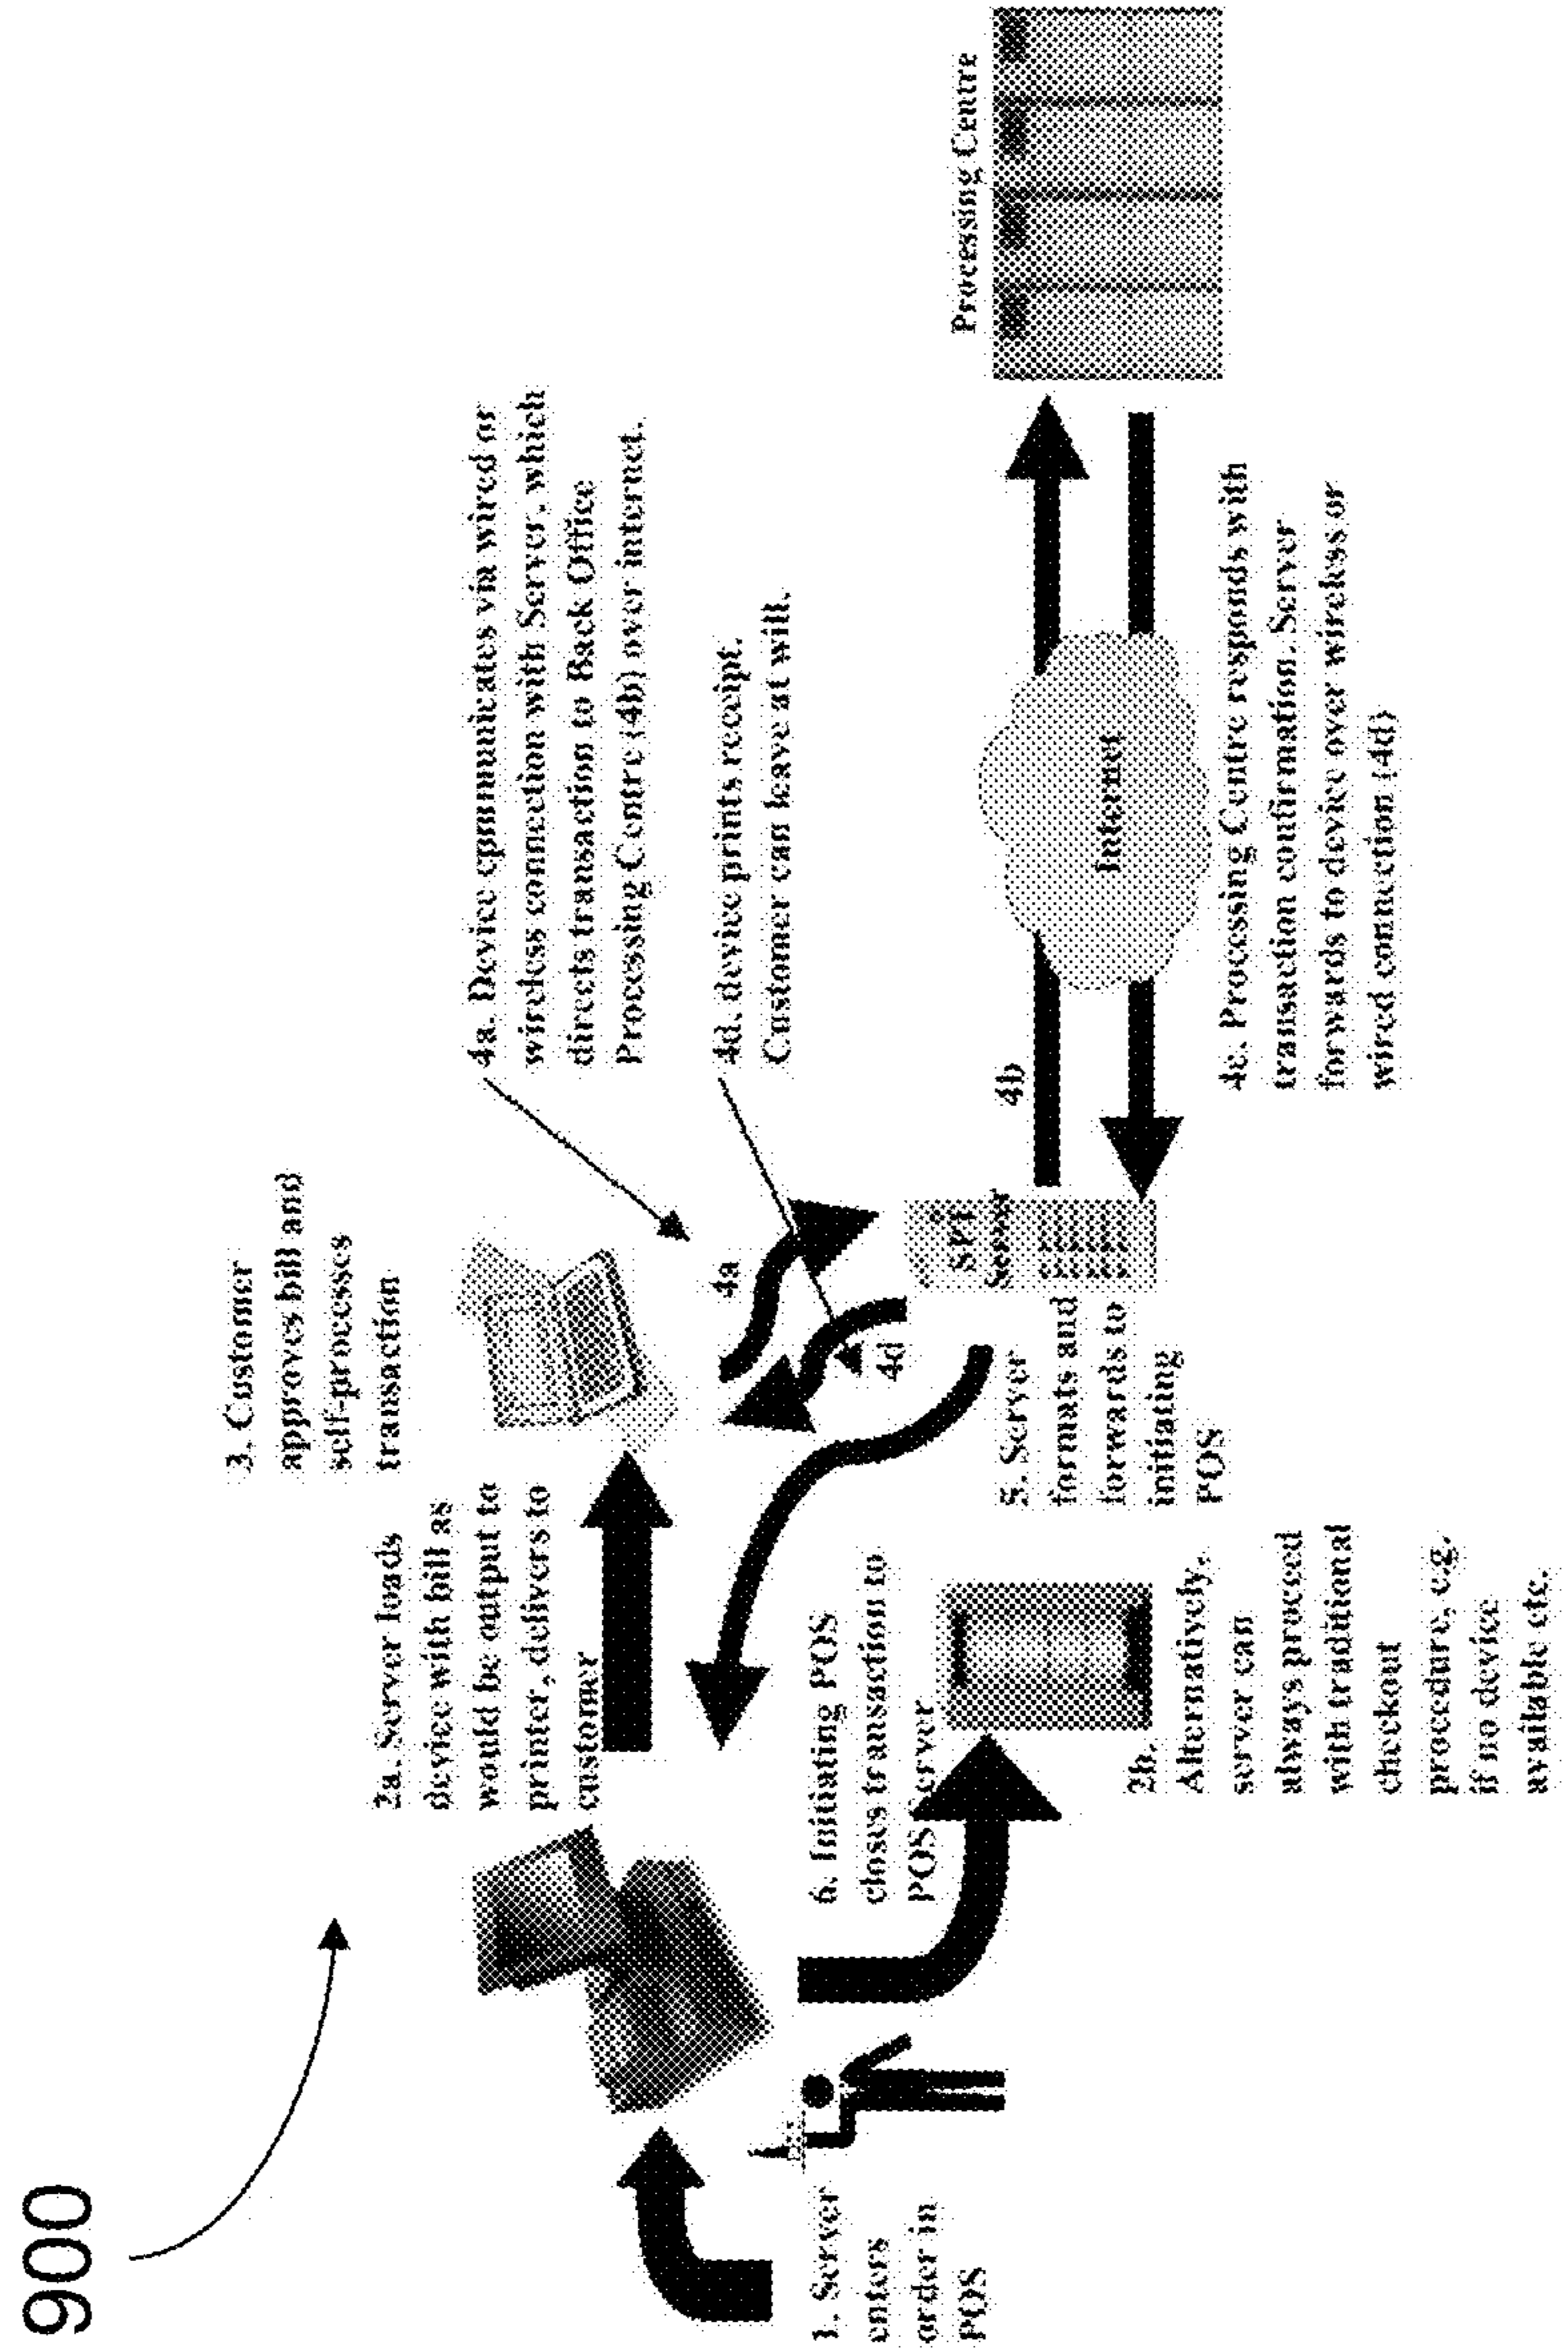 900
1. Server
enters
order in
POS
2a. Server loads
device with bill as
would be output to
printer, delivers to
customer
3. Customer
approves bill and
self-processes
transaction
4a. Device cpmmunicates via wired or
wireless connection with Server, which
directs transaction to Back Office
Processing Centre (4b) over internet.
4d. device prints receipt.
Customer can leave at will.
4a
4d
SPT
Server
4b
Internet
Processing Centre
4c. Processing Centre responds with
transaction confirmation. Server
forwards to device over wireless or
wired connection (4d)
5. Server
formats and
forwards to
initiating
POS
6. Initiating POS
closes transaction to
POS Server
2b.
Alternatively,
server can
always proceed
with traditional
checkout
procedure, e.g.
if no device
available etc.